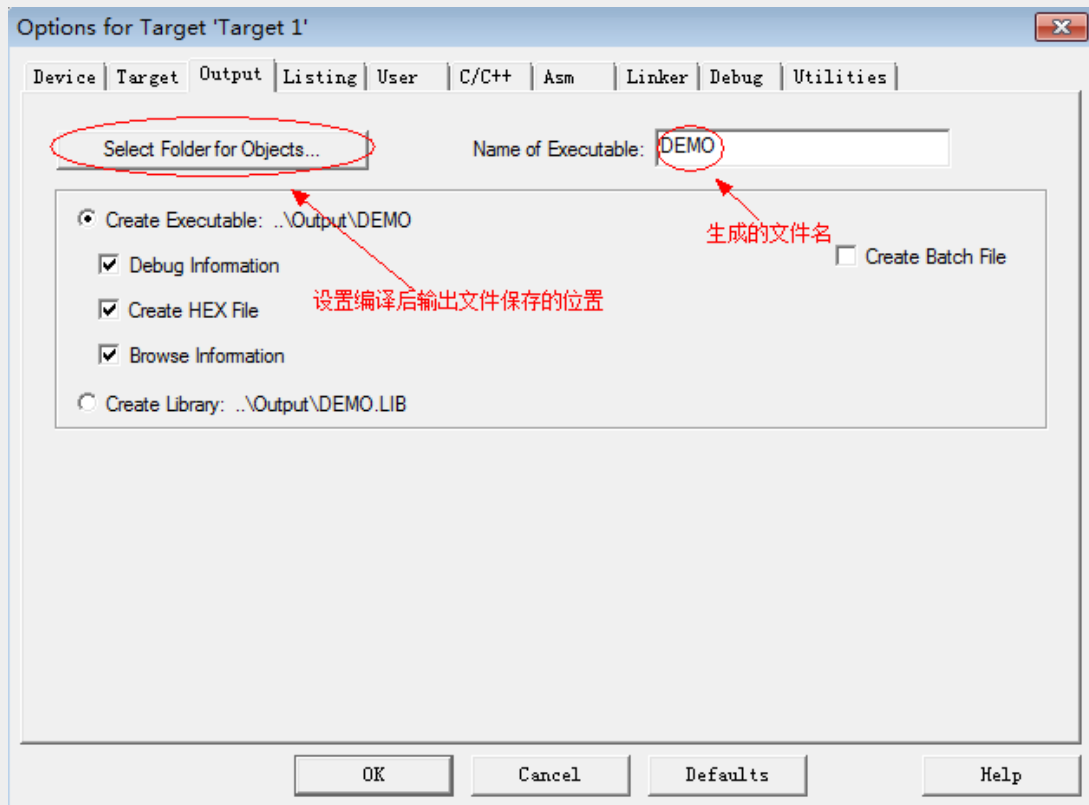 Options for Target 'Target 1'
Device Target Output Listing User C/C++ Asm Linker Debug Utilities
Select Folder for Objects... Name of Executable: DEMO
Create Executable: ..\Output\DEMO
生成的文件名
Create Batch File
Debug Information
设置编译后输出文件保存的位置
Create HEX File
Browse Information
Create Library: ..\Output\DEMO.LIB
OK Cancel Defaults Help